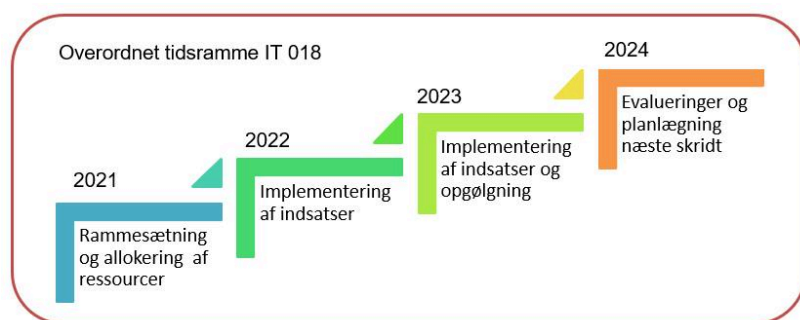 Overordnet tidsramme IT 018
2021
Rammesætning
og allokering af
ressourcer
2022
Implementering
af indsatser
2023
Implementering
af indsatser og
opgølgning
2024
Evalueringer og
planlægning
næste skridt